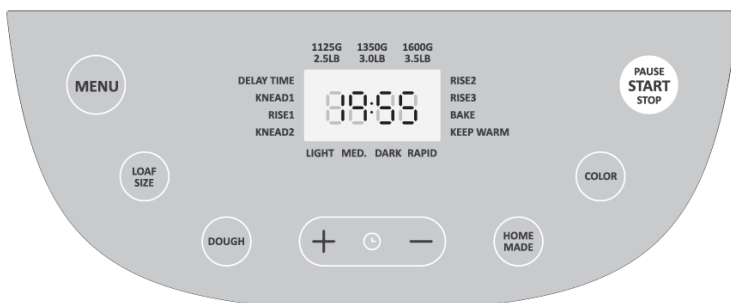 1125G 1350G 1600G
2.5LB 3.0LB 3.5LB
MENU
DELAY TIME
KNEAD1
RISE1
KNEAD2
19:55
RISE2
RISE3
BAKE
KEEP WARM
LIGHT MED. DARK RAPID
PAUSE
START
STOP
LOAF
SIZE
COLOR
DOUGH
+ −
HOME
MADE